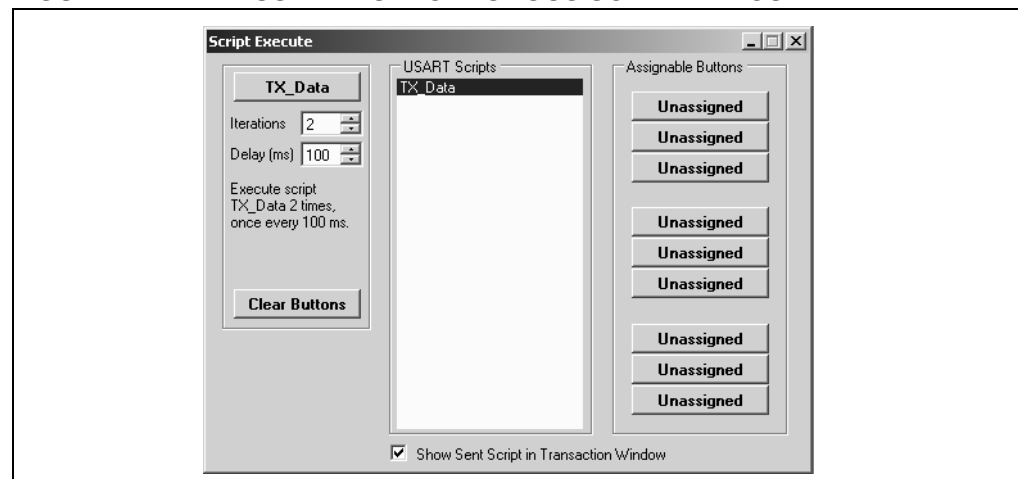 Script Execute
TX_Data
Iterations 2
Delay (ms) 100
Execute script
TX_Data 2 times,
once every 100 ms.
Clear Buttons
USART Scripts
TX_Data
Assignable Buttons
Unassigned
Unassigned
Unassigned
Unassigned
Unassigned
Unassigned
Unassigned
Unassigned
Unassigned
Show Sent Script in Transaction Window